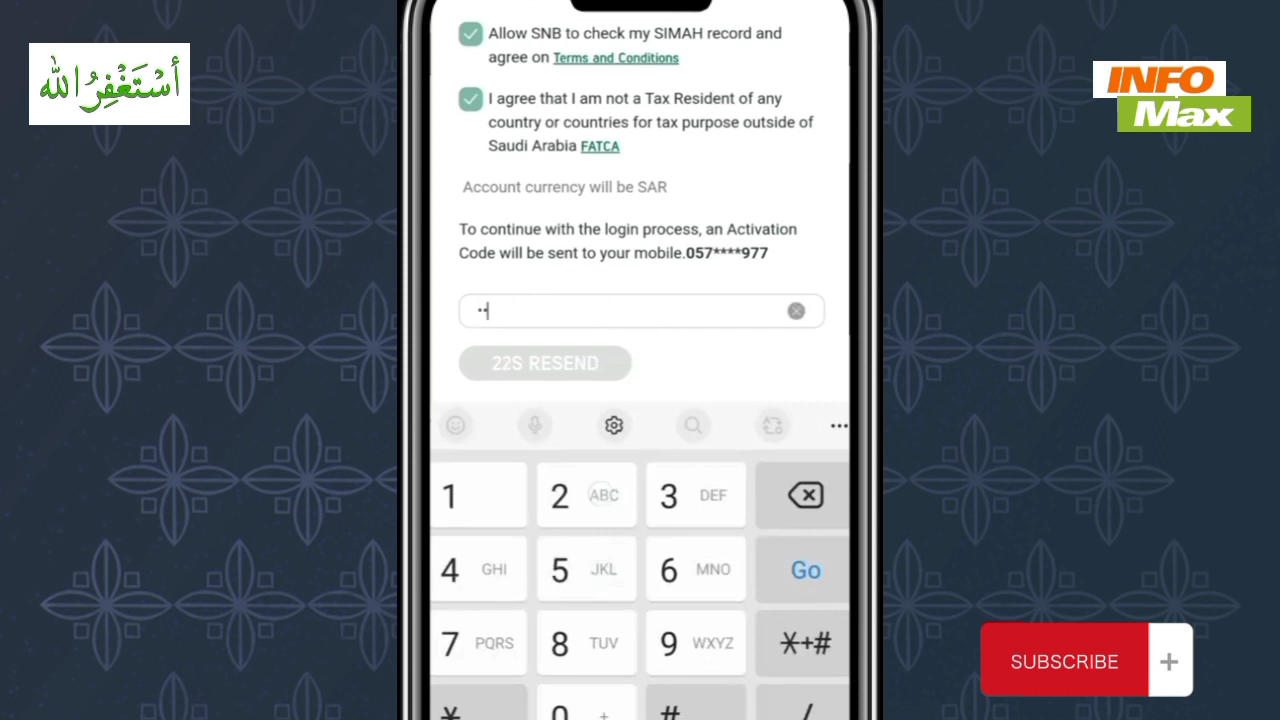 أَسْتَغْفِرُ اللّٰه
INFO
Max
Allow SNB to check my SIMAH record and
agree on Terms and Conditions
I agree that I am not a Tax Resident of any
country or countries for tax purpose outside of
Saudi Arabia FATCA
Account currency will be SAR
To continue with the login process, an Activation
Code will be sent to your mobile.057****977
22S RESEND
1 2 ABC 3 DEF
4 GHI 5 JKL 6 MNO Go
7 PQRS 8 TUV 9 WXYZ *+#
* 0 + # /
SUBSCRIBE +